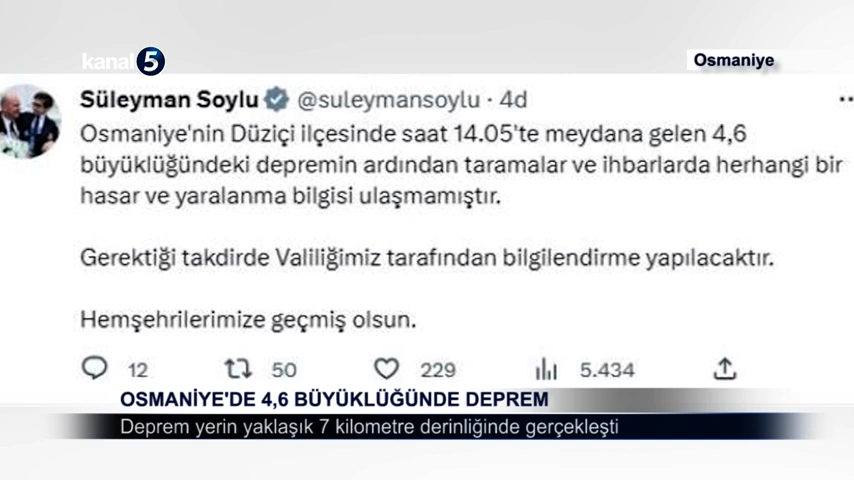 kanal 5
Osmaniye
Süleyman Soylu @suleymansoylu · 4d
Osmaniye'nin Düziçi ilçesinde saat 14.05'te meydana gelen 4,6
büyüklüğündeki depremin ardından taramalar ve ihbarlarda herhangi bir
hasar ve yaralanma bilgisi ulaşmamıştır.
Gerektiği takdirde Valiliğimiz tarafından bilgilendirme yapılacaktır.
Hemşehrilerimize geçmiş olsun.
12 50 229 5.434
OSMANİYE'DE 4,6 BÜYÜKLÜĞÜNDE DEPREM
Deprem yerin yaklaşık 7 kilometre derinliğinde gerçekleşti